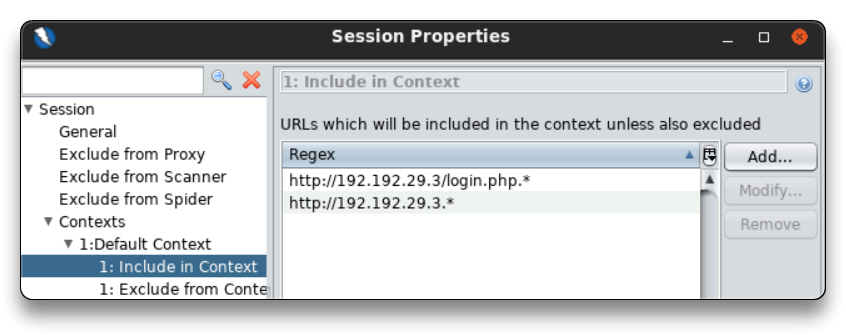 Session Properties
1: Include in Context
Session
General
Exclude from Proxy
Exclude from Scanner
Exclude from Spider
Contexts
1:Default Context
1: Include in Context
1: Exclude from Conte
URLs which will be included in the context unless also excluded
Regex
http://192.192.29.3/login.php.*
http://192.192.29.3.*
Add...
Modify...
Remove